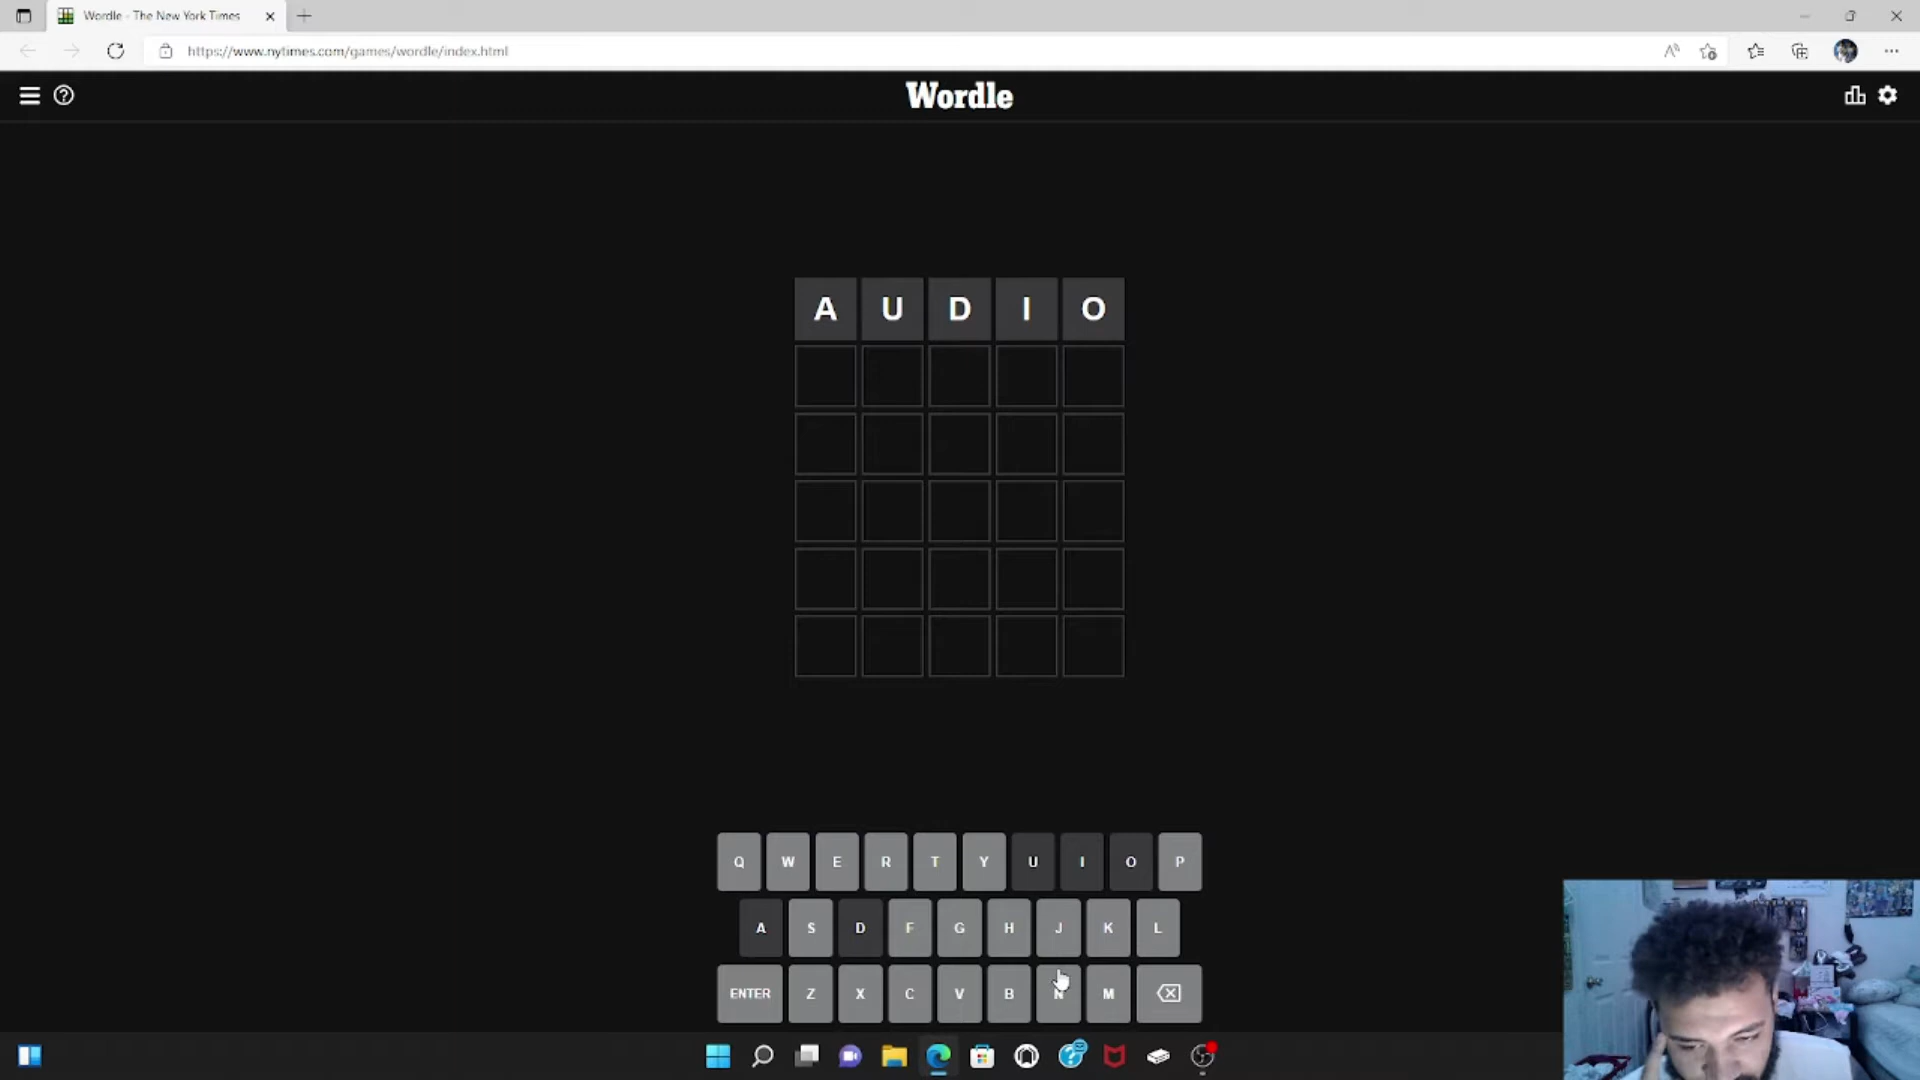 Wordle - The New York Times
https://www.nytimes.com/games/wordle/index.html
Wordle
A U D I O
Q W E R T Y U I O P
A S D F G H J K L
ENTER Z X C V B N M